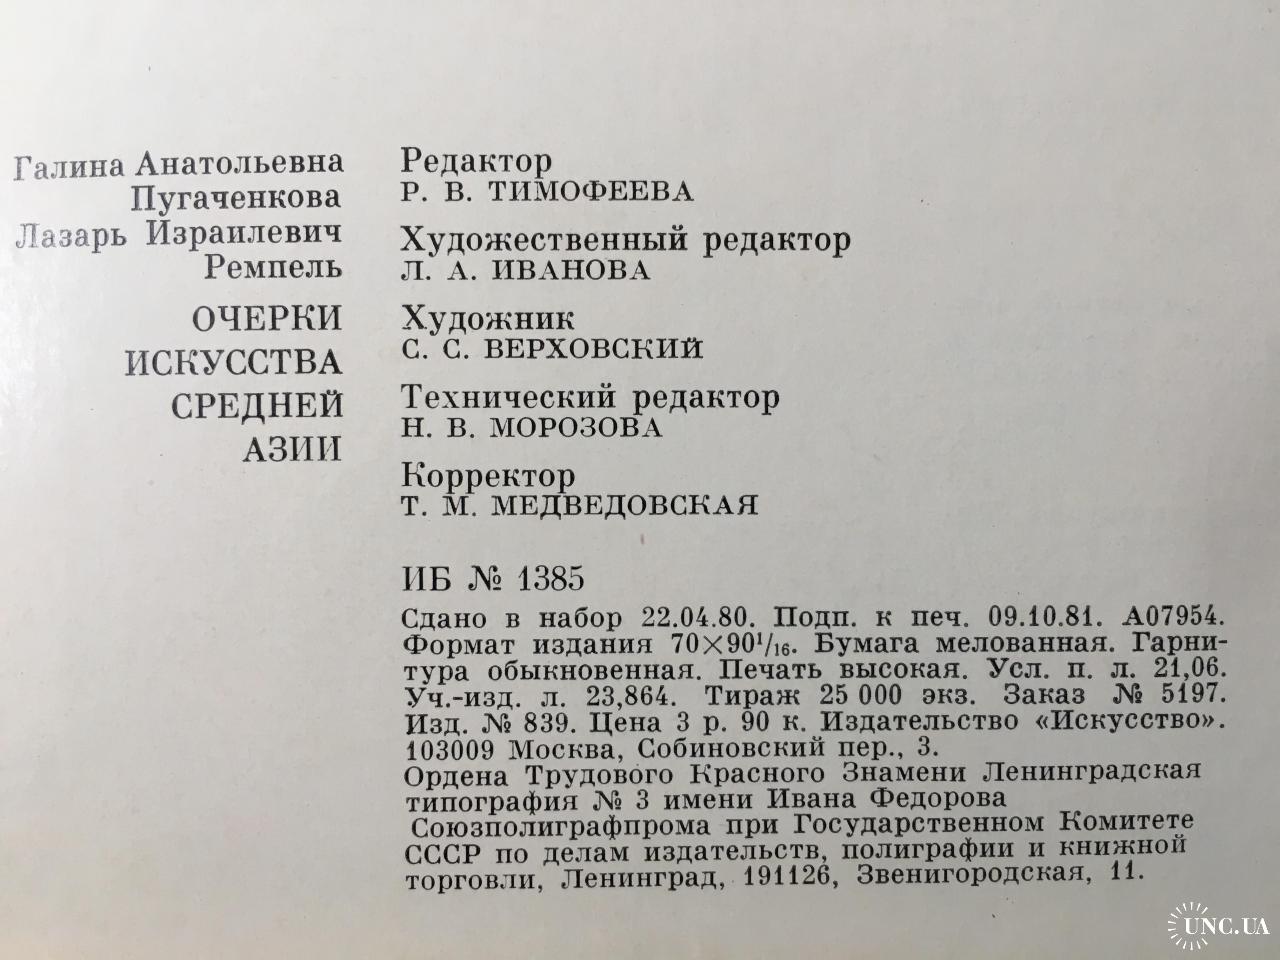 Галина Анатольевна
Пугаченкова
Лазарь Израилевич
Ремпель
ОЧЕРКИ
ИСКУССТВА
СРЕДНЕЙ
АЗИИ
Редактор
Р. В. ТИМОФЕЕВА
Художественный редактор
Л. А. ИВАНОВА
Художник
С. С. ВЕРХОВСКИЙ
Технический редактор
Н. В. МОРОЗОВА
Корректор
Т. М. МЕДВЕДОВСКАЯ
ИБ № 1385
Сдано в набор 22.04.80. Подп. к печ. 09.10.81. А07954.
Формат издания 70×90¹/₁₆. Бумага мелованная. Гарни-
тура обыкновенная. Печать высокая. Усл. п. л. 21,06.
Уч.-изд. л. 23,864. Тираж 25 000 экз. Заказ № 5197.
Изд. № 839. Цена 3 р. 90 к. Издательство «Искусство».
103009 Москва, Собиновский пер., 3.
Ордена Трудового Красного Знамени Ленинградская
типография № 3 имени Ивана Федорова
Союзполиграфпрома при Государственном Комитете
СССР по делам издательств, полиграфии и книжной
торговли, Ленинград, 191126, Звенигородская, 11.
UNC.UA